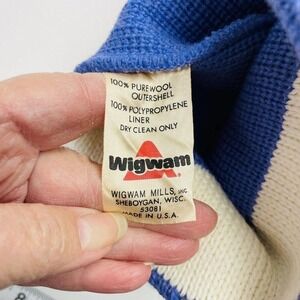 100% PURE WOOL
OUTERSHELL
100% POLYPROPYLENE
LINER
DRY CLEAN ONLY
Wigwam
WIGWAM MILLS, INC.
SHEBOYGAN, WISC.
53081
MADE IN U.S.A.